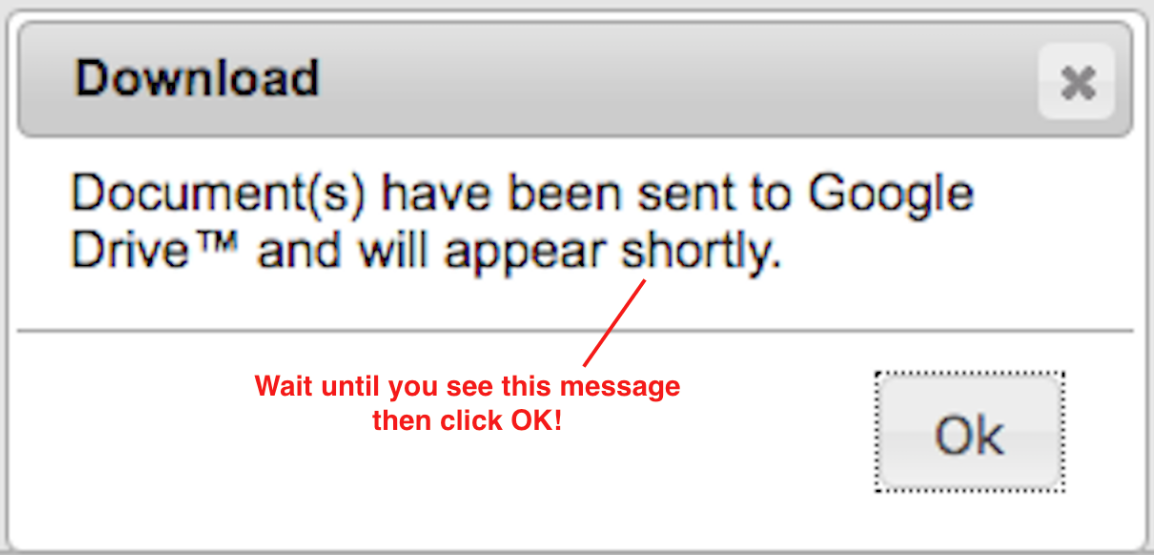 Download
Document(s) have been sent to Google
Drive™ and will appear shortly.
Wait until you see this message
then click OK!
Ok